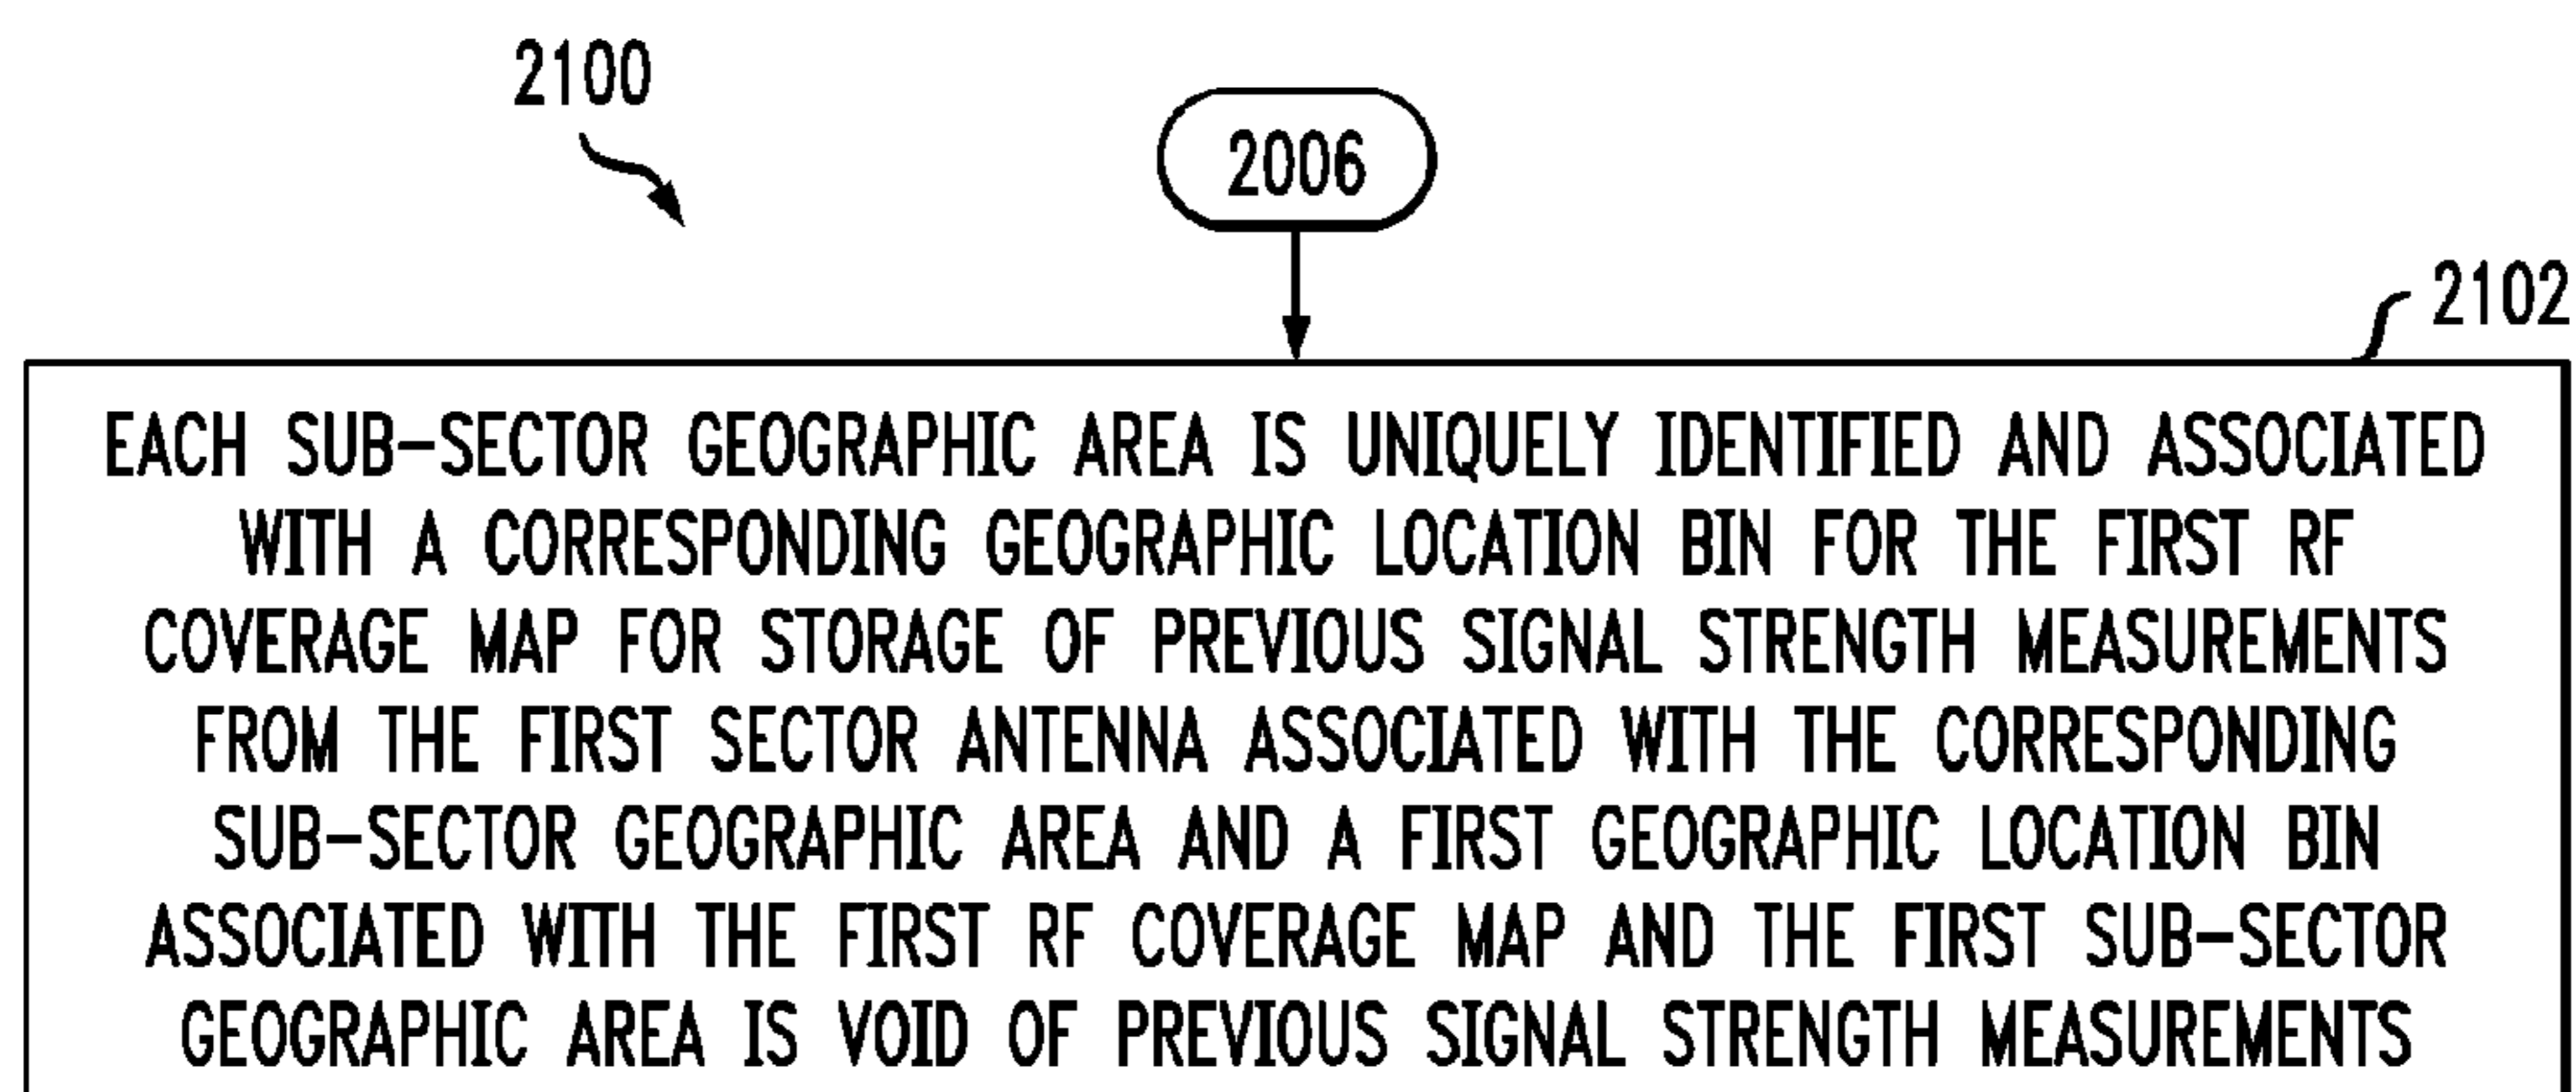 2100
2006
2102
EACH SUB-SECTOR GEOGRAPHIC AREA IS UNIQUELY IDENTIFIED AND ASSOCIATED
WITH A CORRESPONDING GEOGRAPHIC LOCATION BIN FOR THE FIRST RF
COVERAGE MAP FOR STORAGE OF PREVIOUS SIGNAL STRENGTH MEASUREMENTS
FROM THE FIRST SECTOR ANTENNA ASSOCIATED WITH THE CORRESPONDING
SUB-SECTOR GEOGRAPHIC AREA AND A FIRST GEOGRAPHIC LOCATION BIN
ASSOCIATED WITH THE FIRST RF COVERAGE MAP AND THE FIRST SUB-SECTOR
GEOGRAPHIC AREA IS VOID OF PREVIOUS SIGNAL STRENGTH MEASUREMENTS